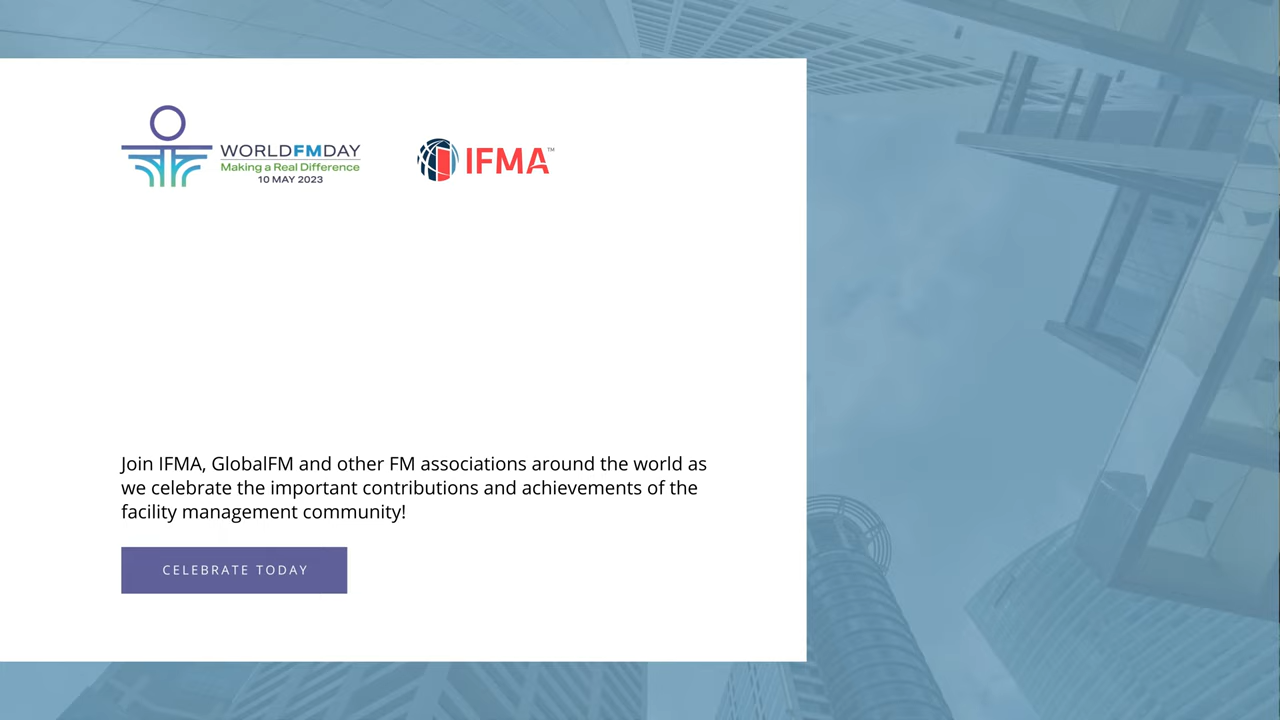 WORLDFMDAY
Making a Real Difference
10 MAY 2023
IFMA™
Join IFMA, GlobalFM and other FM associations around the world as
we celebrate the important contributions and achievements of the
facility management community!
CELEBRATE TODAY